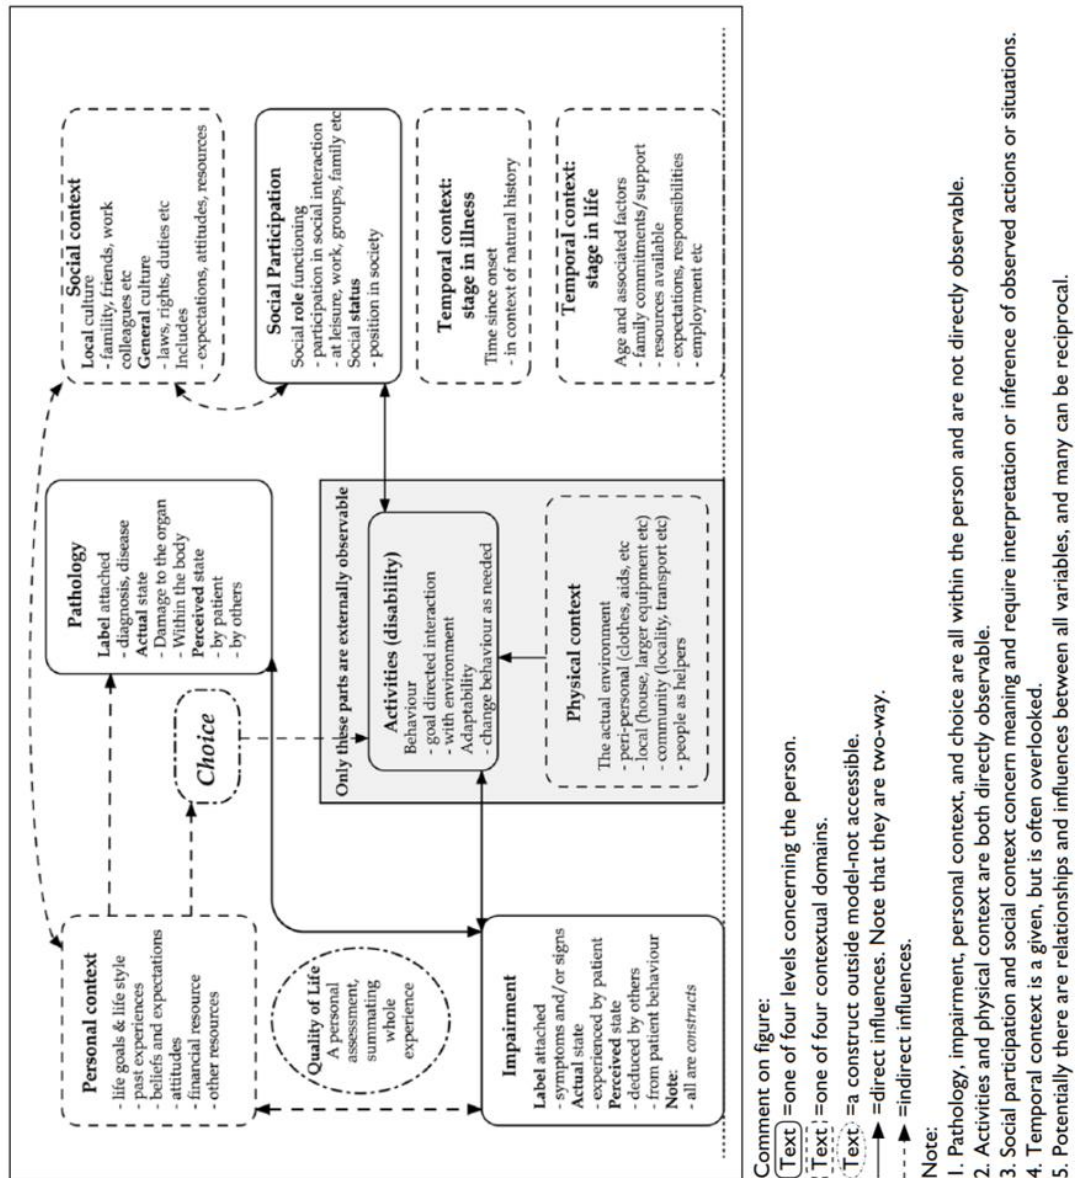 Personal context
- life goals & life style
- past experiences
- beliefs and expectations
- attitudes
- financial resource
- other resources
Choice
Pathology
Label attached
- diagnosis, disease
Actual state
- Damage to the organ
- Within the body
Perceived state
- by patient
- by others
Social context
Local culture
- famility, friends, work
colleagues etc
General culture
- laws, rights, duties etc
Includes
- expectations, attitudes, resources
Quality of Life
A personal
assessment,
summating
whole
experience
Only these parts are externally observable
Activities (disability)
Behaviour
- goal directed interaction
- with environment
Adaptability
- change behaviour as needed
Social Participation
Social role functioning
- participation in social interaction
- at leisure, work, groups, family etc
Social status
- position in society
Impairment
Label attached
- symptoms and/or signs
Actual state
- experienced by patient
Perceived state
- deduced by others
- from patient behaviour
Note:
- all are constructs
Physical context
The actual environment
- peri-personal (clothes, aids, etc
- local (house, larger equipment etc)
- community (locality, transport etc)
- people as helpers
Temporal context:
stage in illness
Time since onset
- in context of natural history
Temporal context:
stage in life
Age and associated factors
- family commitments/support
- resources available
- expectations, responsibilities
- employment etc
Comment on figure:
Text =one of four levels concerning the person.
Text =one of four contextual domains.
Text =a construct outside model-not accessible.
=direct influences. Note that they are two-way.
=indirect influences.
Note:
1. Pathology, impairment, personal context, and choice are all within the person and are not directly observable.
2. Activities and physical context are both directly observable.
3. Social participation and social context concern meaning and require interpretation or inference of observed actions or situations.
4. Temporal context is a given, but is often overlooked.
5. Potentially there are relationships and influences between all variables, and many can be reciprocal.